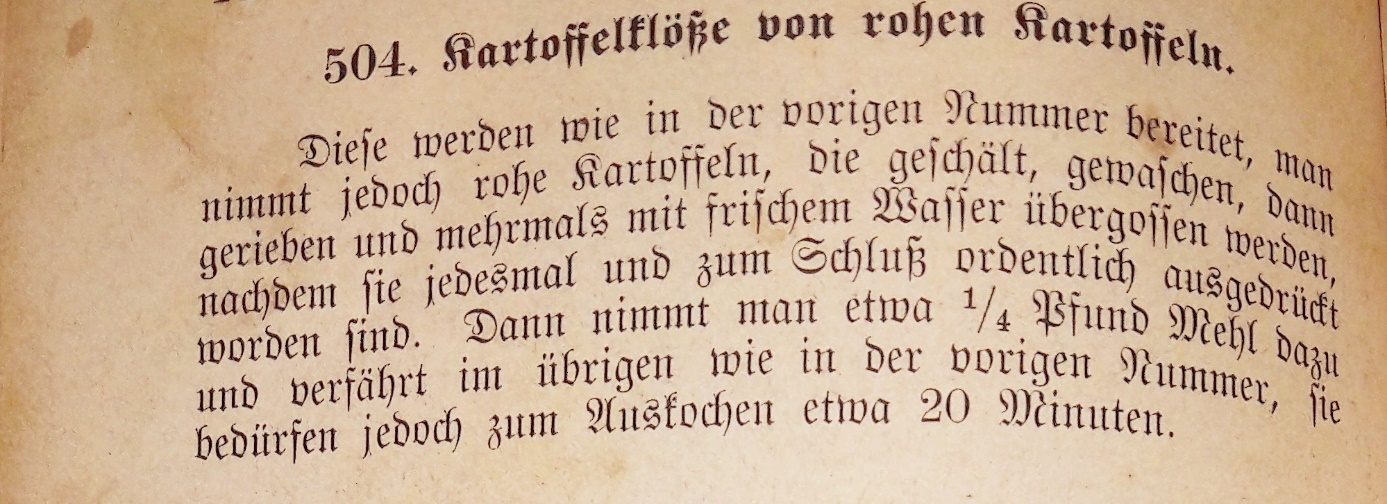 504. Kartoffelklöße von rohen Kartoffeln.
Diese werden wie in der vorigen Nummer bereitet, man
nimmt jedoch rohe Kartoffeln, die geschält, gewaschen, dann
gerieben und mehrmals mit frischem Wasser übergossen werden,
nachdem sie jedesmal und zum Schluß ordentlich ausgedrückt
worden sind. Dann nimmt man etwa 1/4 Pfund Mehl dazu
und verfährt im übrigen wie in der vorigen Nummer, sie
bedürfen jedoch zum Auskochen etwa 20 Minuten.